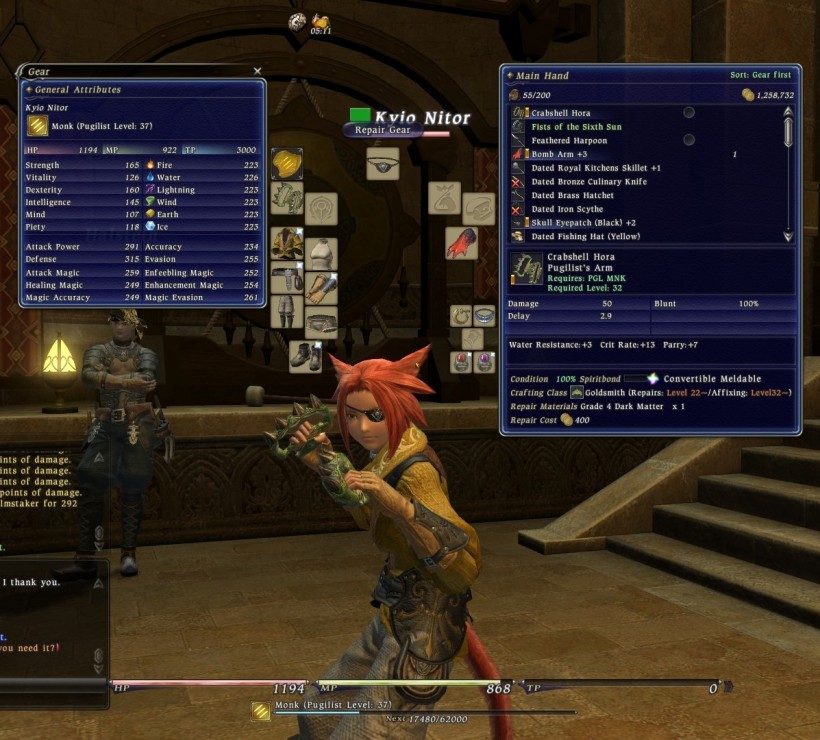 05:11
Gear
General Attributes
Kyio Nitor
Monk (Pugilist Level: 37)
HP 1194 MP 922 TP 3000
Strength 165 Fire 223
Vitality 126 Water 226
Dexterity 160 Lightning 223
Intelligence 145 Wind 223
Mind 107 Earth 223
Piety 118 Ice 223
Attack Power 291 Accuracy 234
Defense 315 Evasion 255
Attack Magic 259 Enfeebling Magic 252
Healing Magic 249 Enhancement Magic 254
Magic Accuracy 249 Magic Evasion 261
Kyio Nitor
Repair Gear
Main Hand Sort: Gear first
55/200 1,258,732
Crabshell Hora
Fists of the Sixth Sun
Feathered Harpoon
Bomb Arm +3 1
Dated Royal Kitchens Skillet +1
Dated Bronze Culinary Knife
Dated Brass Hatchet
Dated Iron Scythe
Skull Eyepatch (Black) +2
Dated Fishing Hat (Yellow)
Crabshell Hora
Pugilist's Arm
Requires: PGL MNK
Required Level: 32
Damage 50 Blunt 100%
Delay 2.9
Water Resistance:+3 Crit Rate:+13 Parry:+7
Condition 100% Spiritbond Convertible Meldable
Crafting Class Goldsmith (Repairs: Level 22~/Affixing: Level32~)
Repair Materials Grade 4 Dark Matter x 1
Repair Cost 400
ints of damage.
ints of damage.
ints of damage.
points of damage.
lmstaker for 292
I thank you.
t.
you need it?
HP 1194 MP 868 TP 0
Monk (Pugilist Level: 37)
Next 17480/62000